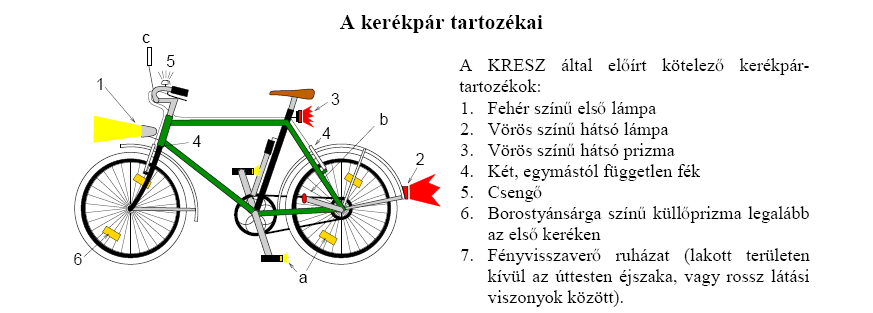 A kerékpár tartozékai
c
5
1
3
b
4
4
2
6
a
A KRESZ által előírt kötelező kerékpár-
tartozékok:
1. Fehér színű első lámpa
2. Vörös színű hátsó lámpa
3. Vörös színű hátsó prizma
4. Két, egymástól független fék
5. Csengő
6. Borostyánsárga színű küllőprizma legalább
az első keréken
7. Fényvisszaverő ruházat (lakott területen
kívül az úttesten éjszaka, vagy rossz látási
viszonyok között).